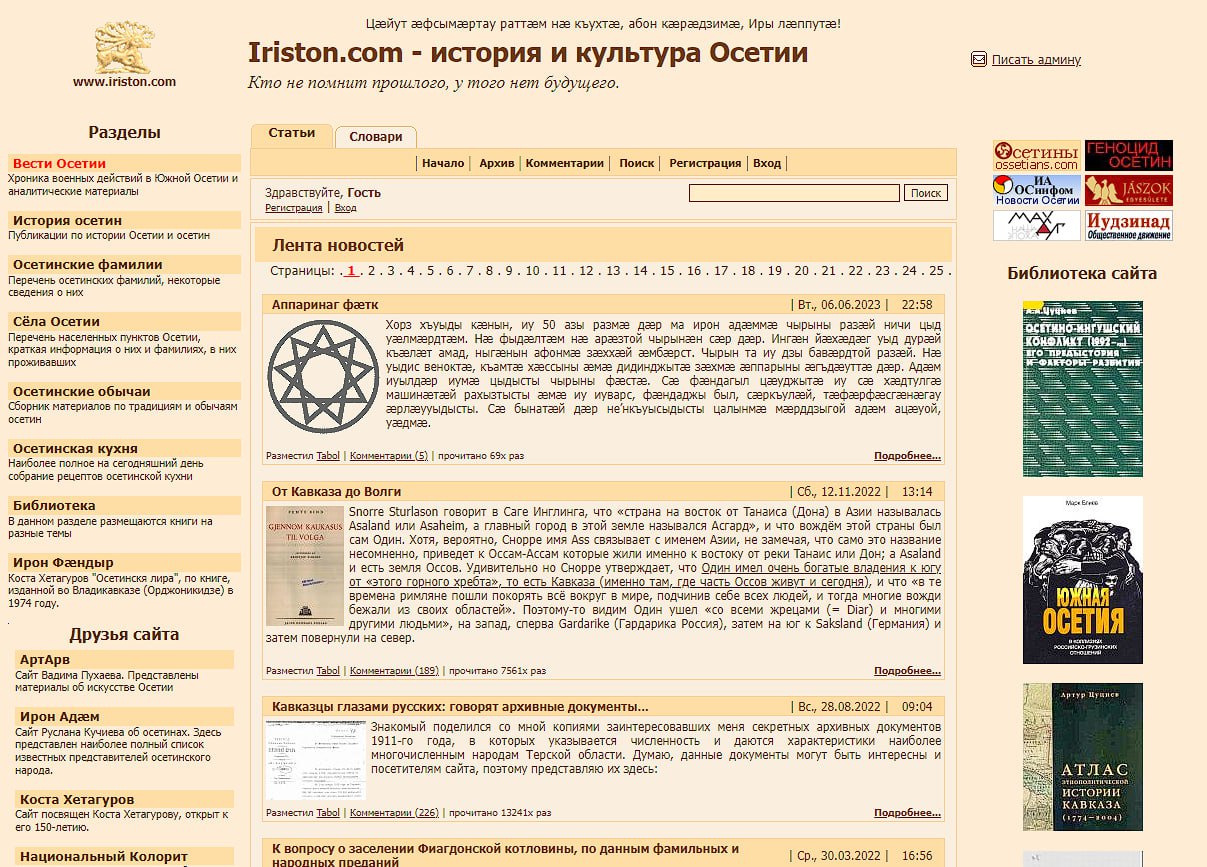 Цæйут æфсымæртау раттæм нæ къухтæ, абон кæрæдзимæ, Иры лæппутæ!
www.iriston.com
Iriston.com - история и культура Осетии
Кто не помнит прошлого, у того нет будущего.
Писать админу
Разделы
Вести Осетии
Хроника военных действий в Южной Осетии и
аналитические материалы
История осетин
Публикации по истории Осетии и осетин
Осетинские фамилии
Перечень осетинских фамилий, некоторые
сведения о них
Сёла Осетии
Перечень населенных пунктов Осетии,
краткая информация о них и фамилиях, в них
проживавших
Осетинские обычаи
Сборник материалов по традициям и обычаям
осетин
Осетинская кухня
Наиболее полное на сегодняшний день
собрание рецептов осетинской кухни
Библиотека
В данном разделе размещаются книги на
разные темы
Ирон Фæндыр
Коста Хетагуров "Осетинскя лира", по книге,
изданной во Владикавказе (Орджоникидзе) в
1974 году.
Друзья сайта
АртАрв
Сайт Вадима Пухаева. Представлены
материалы об искусстве Осетии
Ирон Адæм
Сайт Руслана Кучиева об осетинах. Здесь
представлен наиболее полный список
известных представителей осетинского
народа.
Коста Хетагуров
Сайт посвящен Коста Хетагурову, открыт к
его 150-летию.
Национальный Колорит
Статьи
Словари
| Начало | Архив | Комментарии | Поиск | Регистрация | Вход |
Здравствуйте, Гость
Регистрация | Вход
Поиск
Лента новостей
Страницы: . 1 . 2 . 3 . 4 . 5 . 6 . 7 . 8 . 9 . 10 . 11 . 12 . 13 . 14 . 15 . 16 . 17 . 18 . 19 . 20 . 21 . 22 . 23 . 24 . 25 .
Аппаринаг фæтк | Вт., 06.06.2023 | 22:58
Хорз хъуыды кæнын, иу 50 азы размæ дæр ма ирон адæммæ чырыны разæй ничи цыд
уæлмæрдтæм. Нæ фыдæлтæм нæ арæзтой чырынæн сæр дæр. Ингæн йæхæдæг уыд дурæй
къæлæт амад, ныгæнын афонмæ зæххæй æмбæрст. Чырын та иу дзы бавæрдтой разæй. Нæ
уыдис веноктæ, къамтæ хæссыны æмæ дидинджытæ зæхмæ æппарыны æгъдæуттæ дæр. Адæм
иуылдæр иумæ цыдысты чырыны фæстæ. Сæ фæндагыл цæуджытæ иу сæ хæдтулгæ
машинæтæй рахызтысты æмæ иу иуварс, фæндаджы был, сæркъулæй, тæфæрфæсгæнæгау
æрлæууыдысты. Сæ бынатæй дæр не’нкъуысыдысты цалынмæ мæрддзыгой адæм ацæуой,
уæдмæ.
Разместил Tabol | Комментарии (5) | прочитано 69x раз
Подробнее...
От Кавказа до Волги | Сб., 12.11.2022 | 13:14
GJENNOM KAUKASUS
TIL VOLGA
Snorre Sturlason говорит в Саге Инглинга, что «страна на восток от Танаиса (Дона) в Азии называлась
Asaland или Asaheim, а главный город в этой земле назывался Асгард», и что вождём этой страны был
сам Один. Хотя, вероятно, Снорре имя Ass связывает с именем Азии, не замечая, что само это название
несомненно, приведет к Оссам-Ассам которые жили именно к востоку от реки Танаис или Дон; а Asaland
и есть земля Оссов. Удивительно но Снорре утверждает, что Один имел очень богатые владения к югу
от «этого горного хребта», то есть Кавказа (именно там, где часть Оссов живут и сегодня), и что «в те
времена римляне пошли покорять всё вокруг в мире, подчинив себе всех людей, и тогда многие вожди
бежали из своих областей». Поэтому-то видим Один ушел «со всеми жрецами (= Diar) и многими
другими людьми», на запад, сперва Gardarike (Гардарика Россия), затем на юг к Saksland (Германия) и
затем повернули на север.
Разместил Tabol | Комментарии (189) | прочитано 7561x раз
Подробнее...
Кавказцы глазами русских: говорят архивные документы... | Вс., 28.08.2022 | 09:04
Знакомый поделился со мной копиями заинтересовавших меня секретных архивных документов
1911-го года, в которых указывается численность и даются характеристики наиболее
многочисленным народам Терской области. Думаю, данные документы могут быть интересны и
посетителям сайта, поэтому представляю их здесь:
Разместил Tabol | Комментарии (226) | прочитано 13241x раз
Подробнее...
К вопросу о заселении Фиагдонской котловины, по данным фамильных и
народных преданий | Ср., 30.03.2022 | 16:56
Осетины
ossetians.com
ГЕНОЦИД
ОСЕТИН
ИА
ОСинфом
Новости Осетии
JÁSZOK
EGYESÜLETE
Иудзинад
Общественное движение
Библиотека сайта
А.А.Цуциев
ОСЕТИНО-ИНГУШСКИЙ
КОНФЛИКТ (1992-...)
ЕГО ПРЕДЫСТОРИЯ
И ФАКТОРЫ РАЗВИТИЯ
Марк Блиев
ЮЖНАЯ
ОСЕТИЯ
В КОЛЛИЗИЯХ
РОССИЙСКО-ГРУЗИНСКИХ
ОТНОШЕНИЙ
Артур Цуциев
АТЛАС
ЭТНОПОЛИТИЧЕСКОЙ
ИСТОРИИ
КАВКАЗА
(1774-2004)